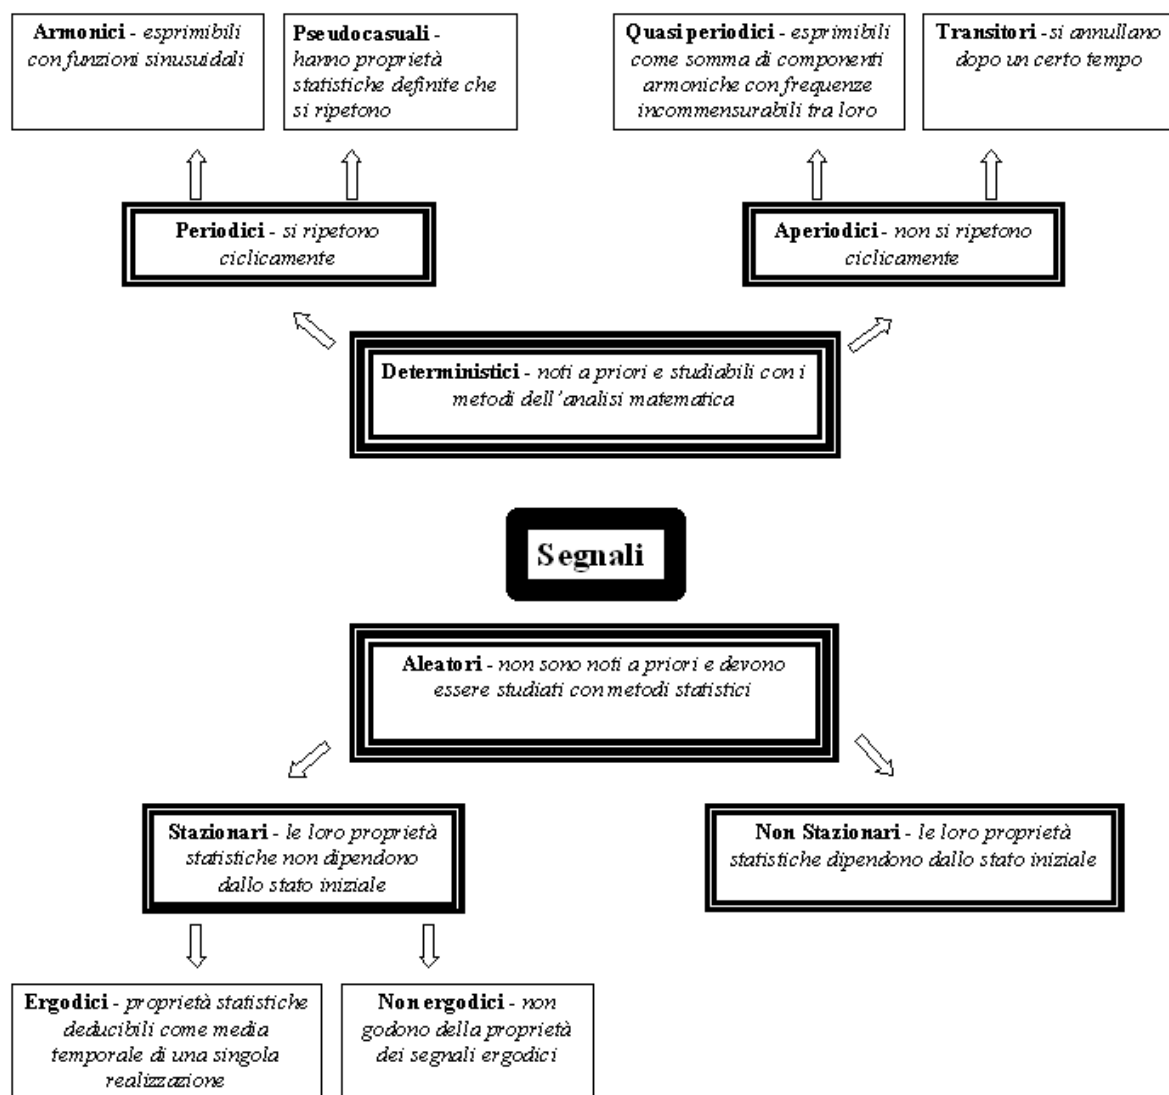 Armonici - esprimibili
con funzioni sinusuidali
Pseudocasuali -
hanno proprietà
statistiche definite che
si ripetono
Quasi periodici - esprimibili
come somma di componenti
armoniche con frequenze
incommensurabili tra loro
Transitori -si annullano
dopo un certo tempo
Periodici - si ripetono
ciclicamente
Aperiodici - non si ripetono
ciclicamente
Deterministici - noti a priori e studiabili con i
metodi dell'analisi matematica
Segnali
Aleatori - non sono noti a priori e devono
essere studiati con metodi statistici
Stazionari - le loro proprietà
statistiche non dipendono
dallo stato iniziale
Non Stazionari - le loro proprietà
statistiche dipendono dallo stato iniziale
Ergodici - proprietà statistiche
deducibili come media
temporale di una singola
realizzazione
Non ergodici - non
godono della proprietà
dei segnali ergodici